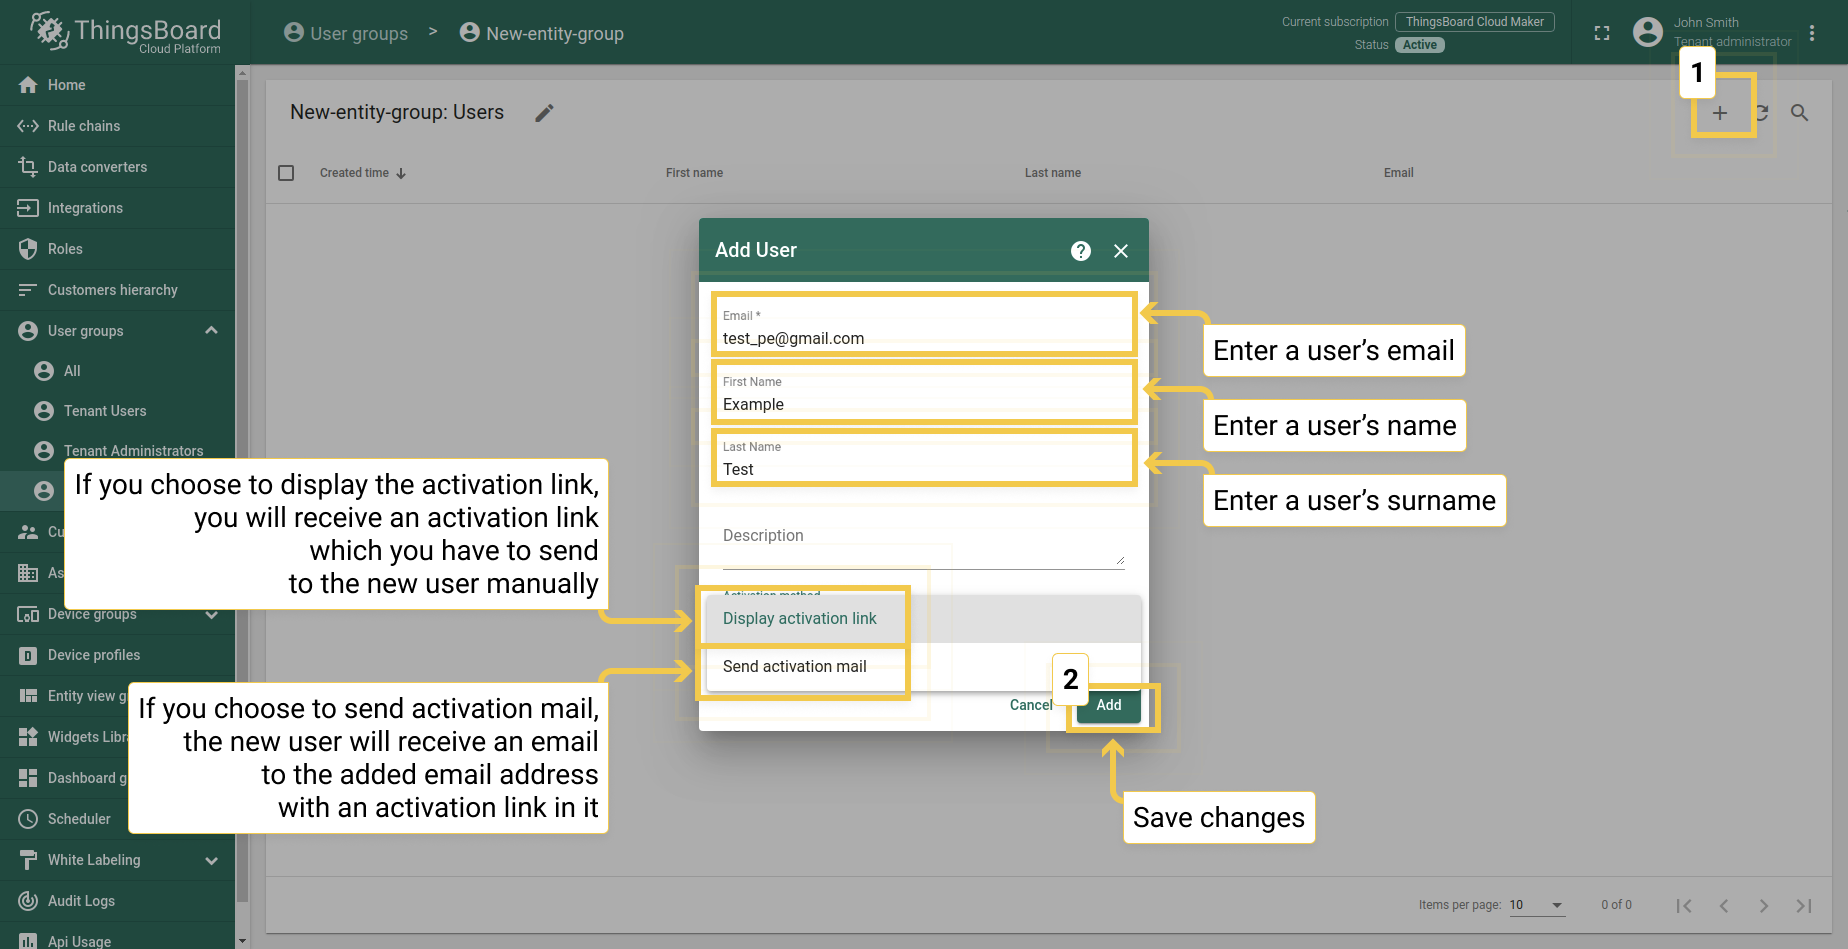 ThingsBoard
Cloud Platform
User groups
>
New-entity-group
Current subscription
ThingsBoard Cloud Maker
Status
Active
John Smith
Tenant administrator
Home
Rule chains
Data converters
Integrations
Roles
Customers hierarchy
User groups
All
Tenant Users
Tenant Administrators
Cu
As
Device groups
Device profiles
Entity view g
Widgets Libr
Dashboard g
Scheduler
White Labeling
Audit Logs
Api Usage
New-entity-group: Users
1
Created time
First name
Last name
Email
Add User
Email *
test_pe@gmail.com
First Name
Example
Last Name
Test
Description
Activation method
Display activation link
Send activation mail
Cancel
2
Add
Enter a user’s email
Enter a user’s name
Enter a user’s surname
If you choose to display the activation link,
you will receive an activation link
which you have to send
to the new user manually
If you choose to send activation mail,
the new user will receive an email
to the added email address
with an activation link in it
Save changes
Items per page:
10
0 of 0